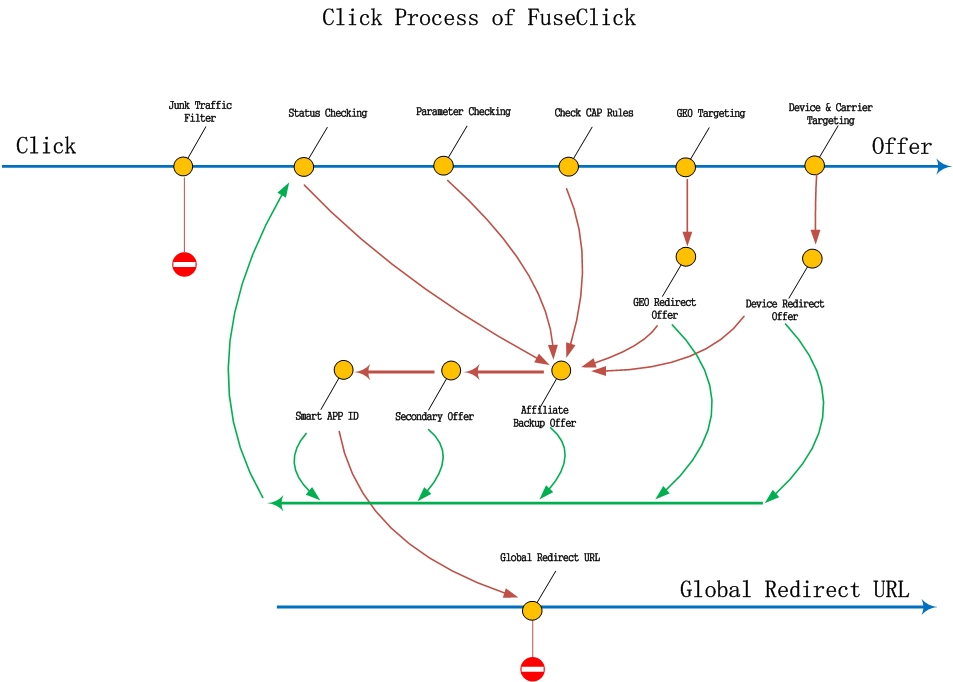 Click Process of FuseClick
Junk Traffic
Filter
Status Checking
Parameter Checking
Check CAP Rules
GEO Targeting
Device & Carrier
Targeting
Click
Offer
GEO Redirect
Offer
Device Redirect
Offer
Smart APP ID
Secondary Offer
Affiliate
Backup Offer
Global Redirect URL
Global Redirect URL